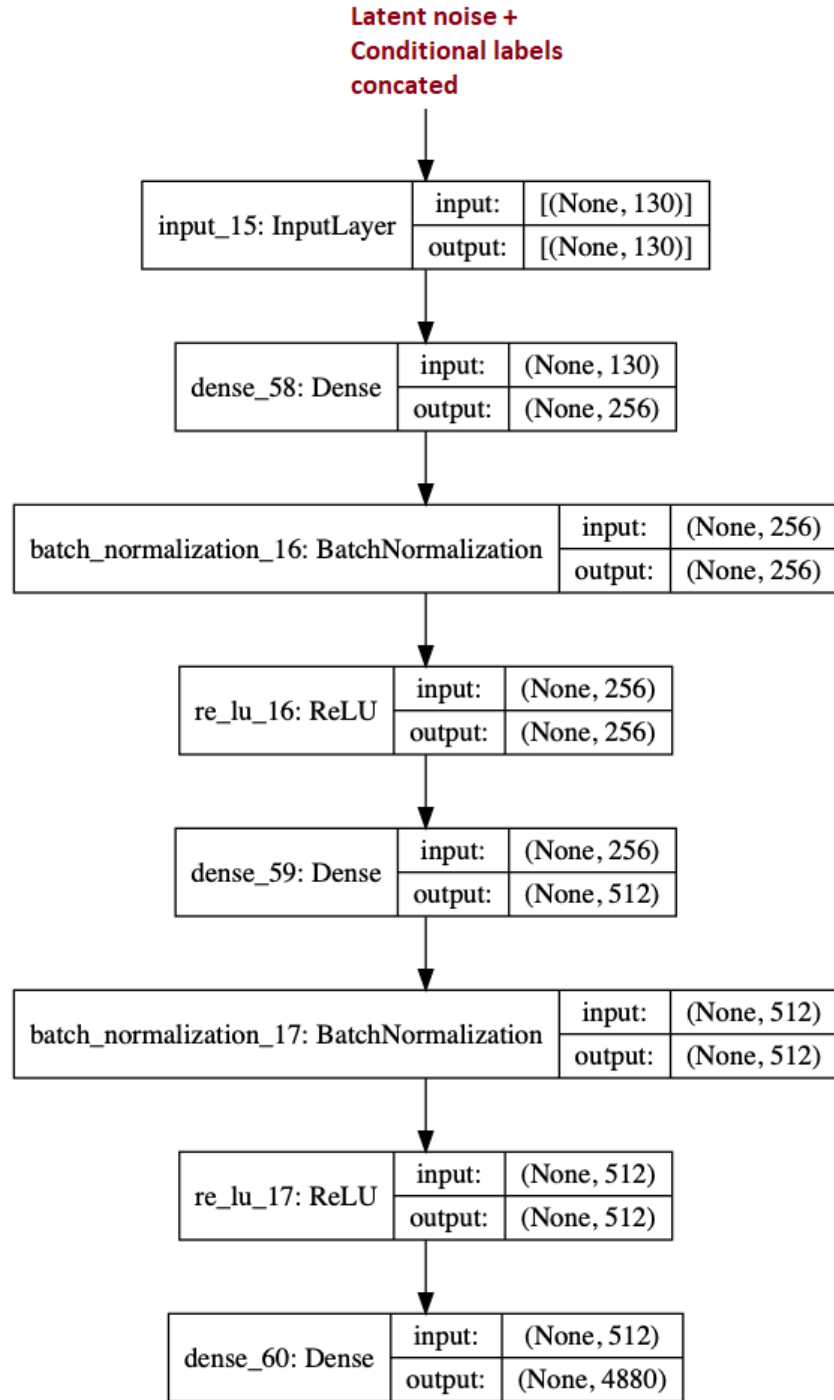 Latent noise +
Conditional labels
concated
input_15: InputLayer
input: [(None, 130)]
output: [(None, 130)]
dense_58: Dense
input: (None, 130)
output: (None, 256)
batch_normalization_16: BatchNormalization
input: (None, 256)
output: (None, 256)
re_lu_16: ReLU
input: (None, 256)
output: (None, 256)
dense_59: Dense
input: (None, 256)
output: (None, 512)
batch_normalization_17: BatchNormalization
input: (None, 512)
output: (None, 512)
re_lu_17: ReLU
input: (None, 512)
output: (None, 512)
dense_60: Dense
input: (None, 512)
output: (None, 4880)